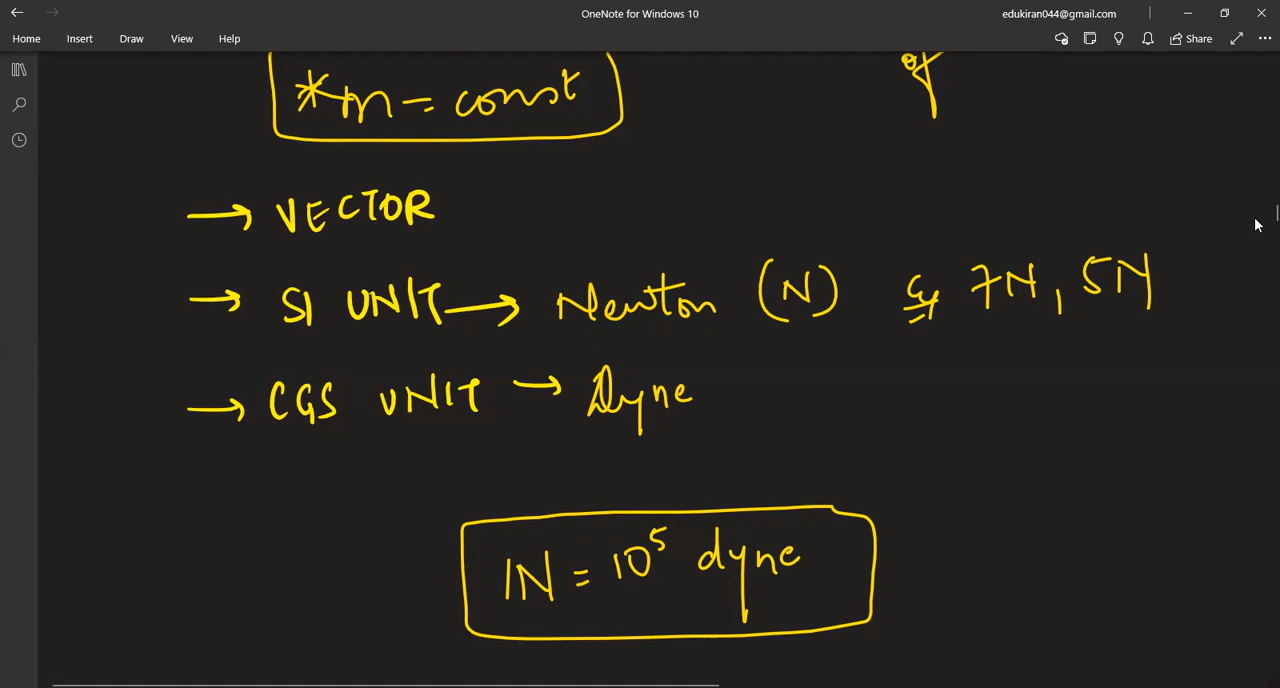 OneNote for Windows 10
edukiran044@gmail.com
Home Insert Draw View Help
Share
*m = const
of
→ VECTOR
→ SI UNIT → Newton (N) eg 7N, 5N
→ CGS UNIT → Dyne
1N = 10⁵ dyne